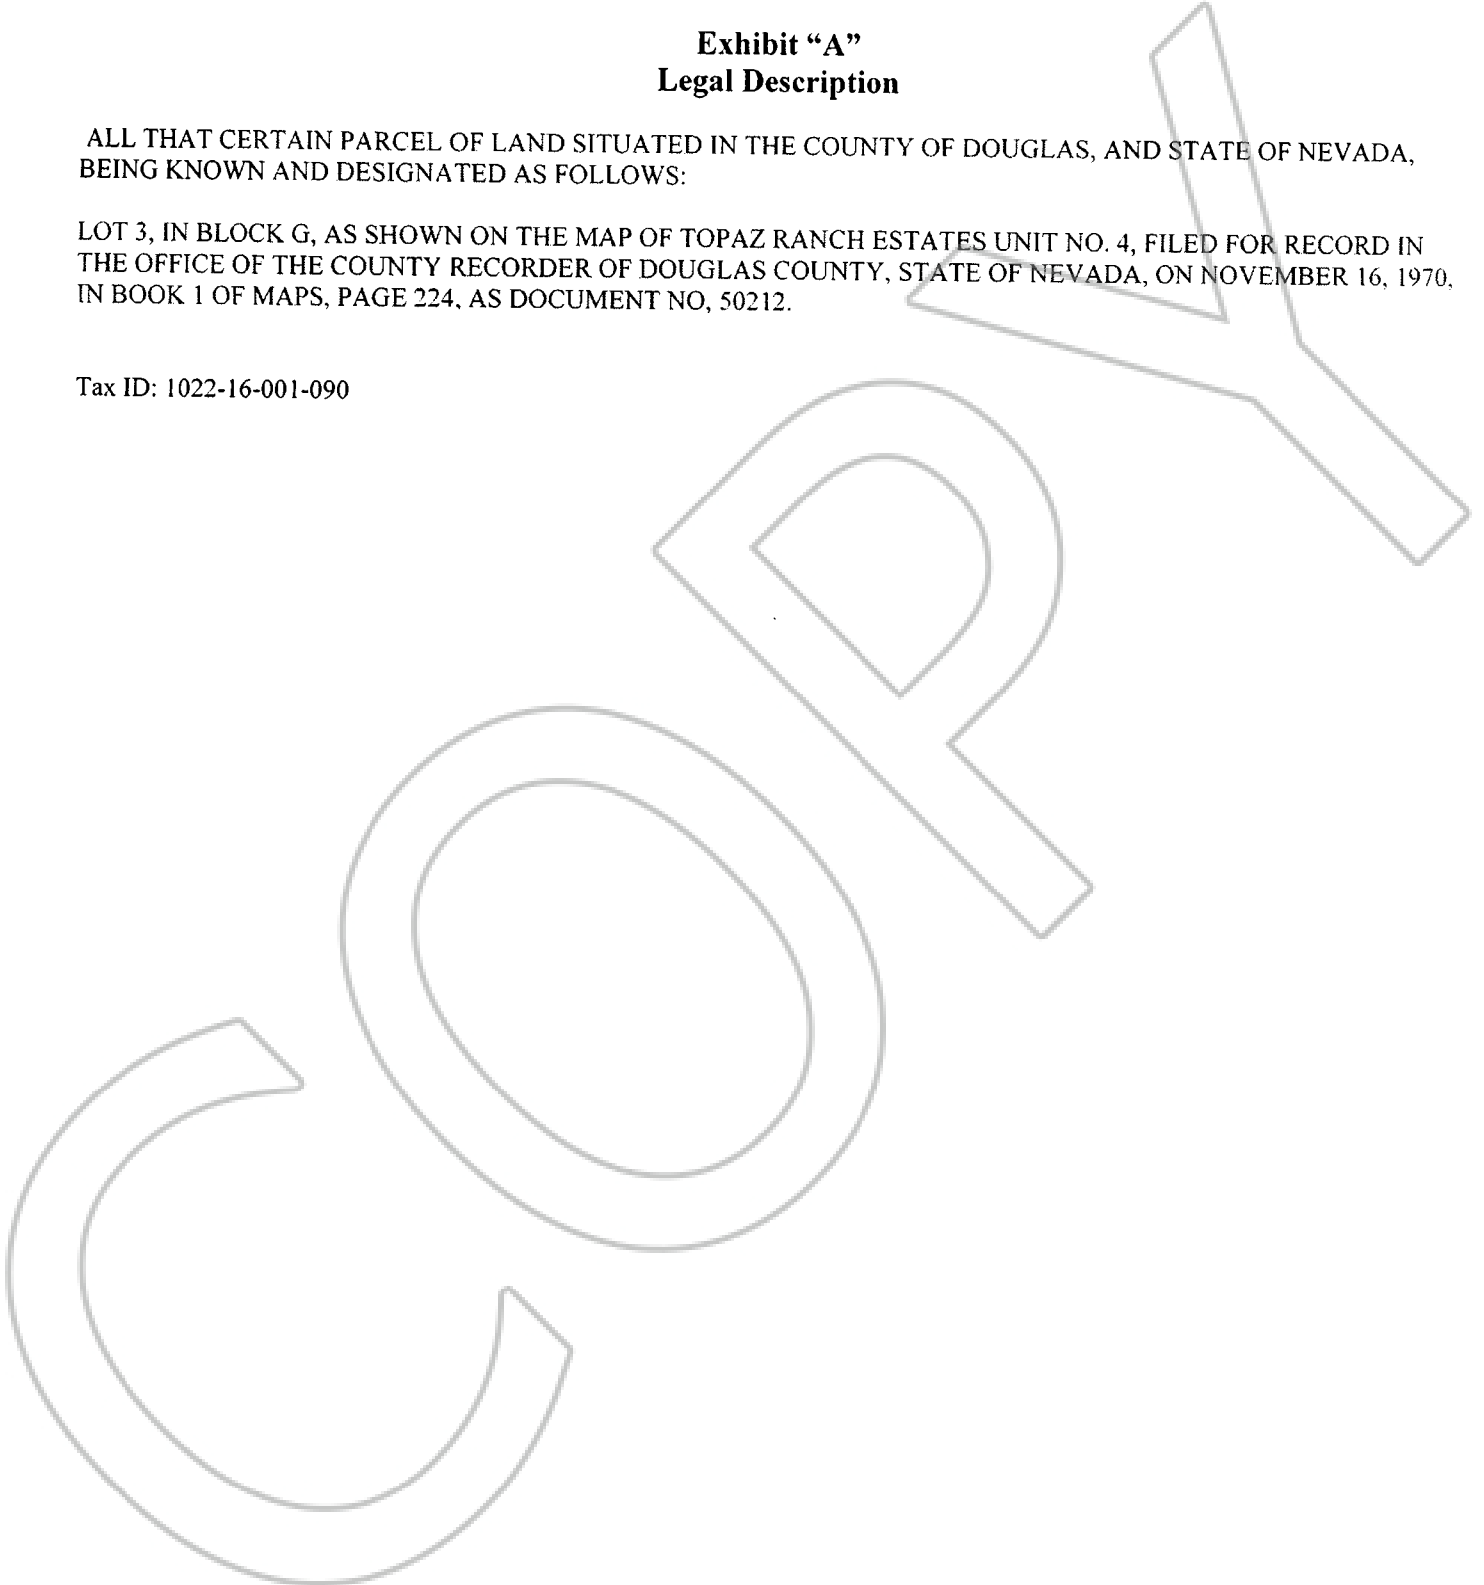 Exhibit “A”
Legal Description
ALL THAT CERTAIN PARCEL OF LAND SITUATED IN THE COUNTY OF DOUGLAS, AND STATE OF NEVADA,
BEING KNOWN AND DESIGNATED AS FOLLOWS:
LOT 3, IN BLOCK G, AS SHOWN ON THE MAP OF TOPAZ RANCH ESTATES UNIT NO. 4, FILED FOR RECORD IN
THE OFFICE OF THE COUNTY RECORDER OF DOUGLAS COUNTY, STATE OF NEVADA, ON NOVEMBER 16, 1970,
IN BOOK 1 OF MAPS, PAGE 224, AS DOCUMENT NO, 50212.
Tax ID: 1022-16-001-090
COPY